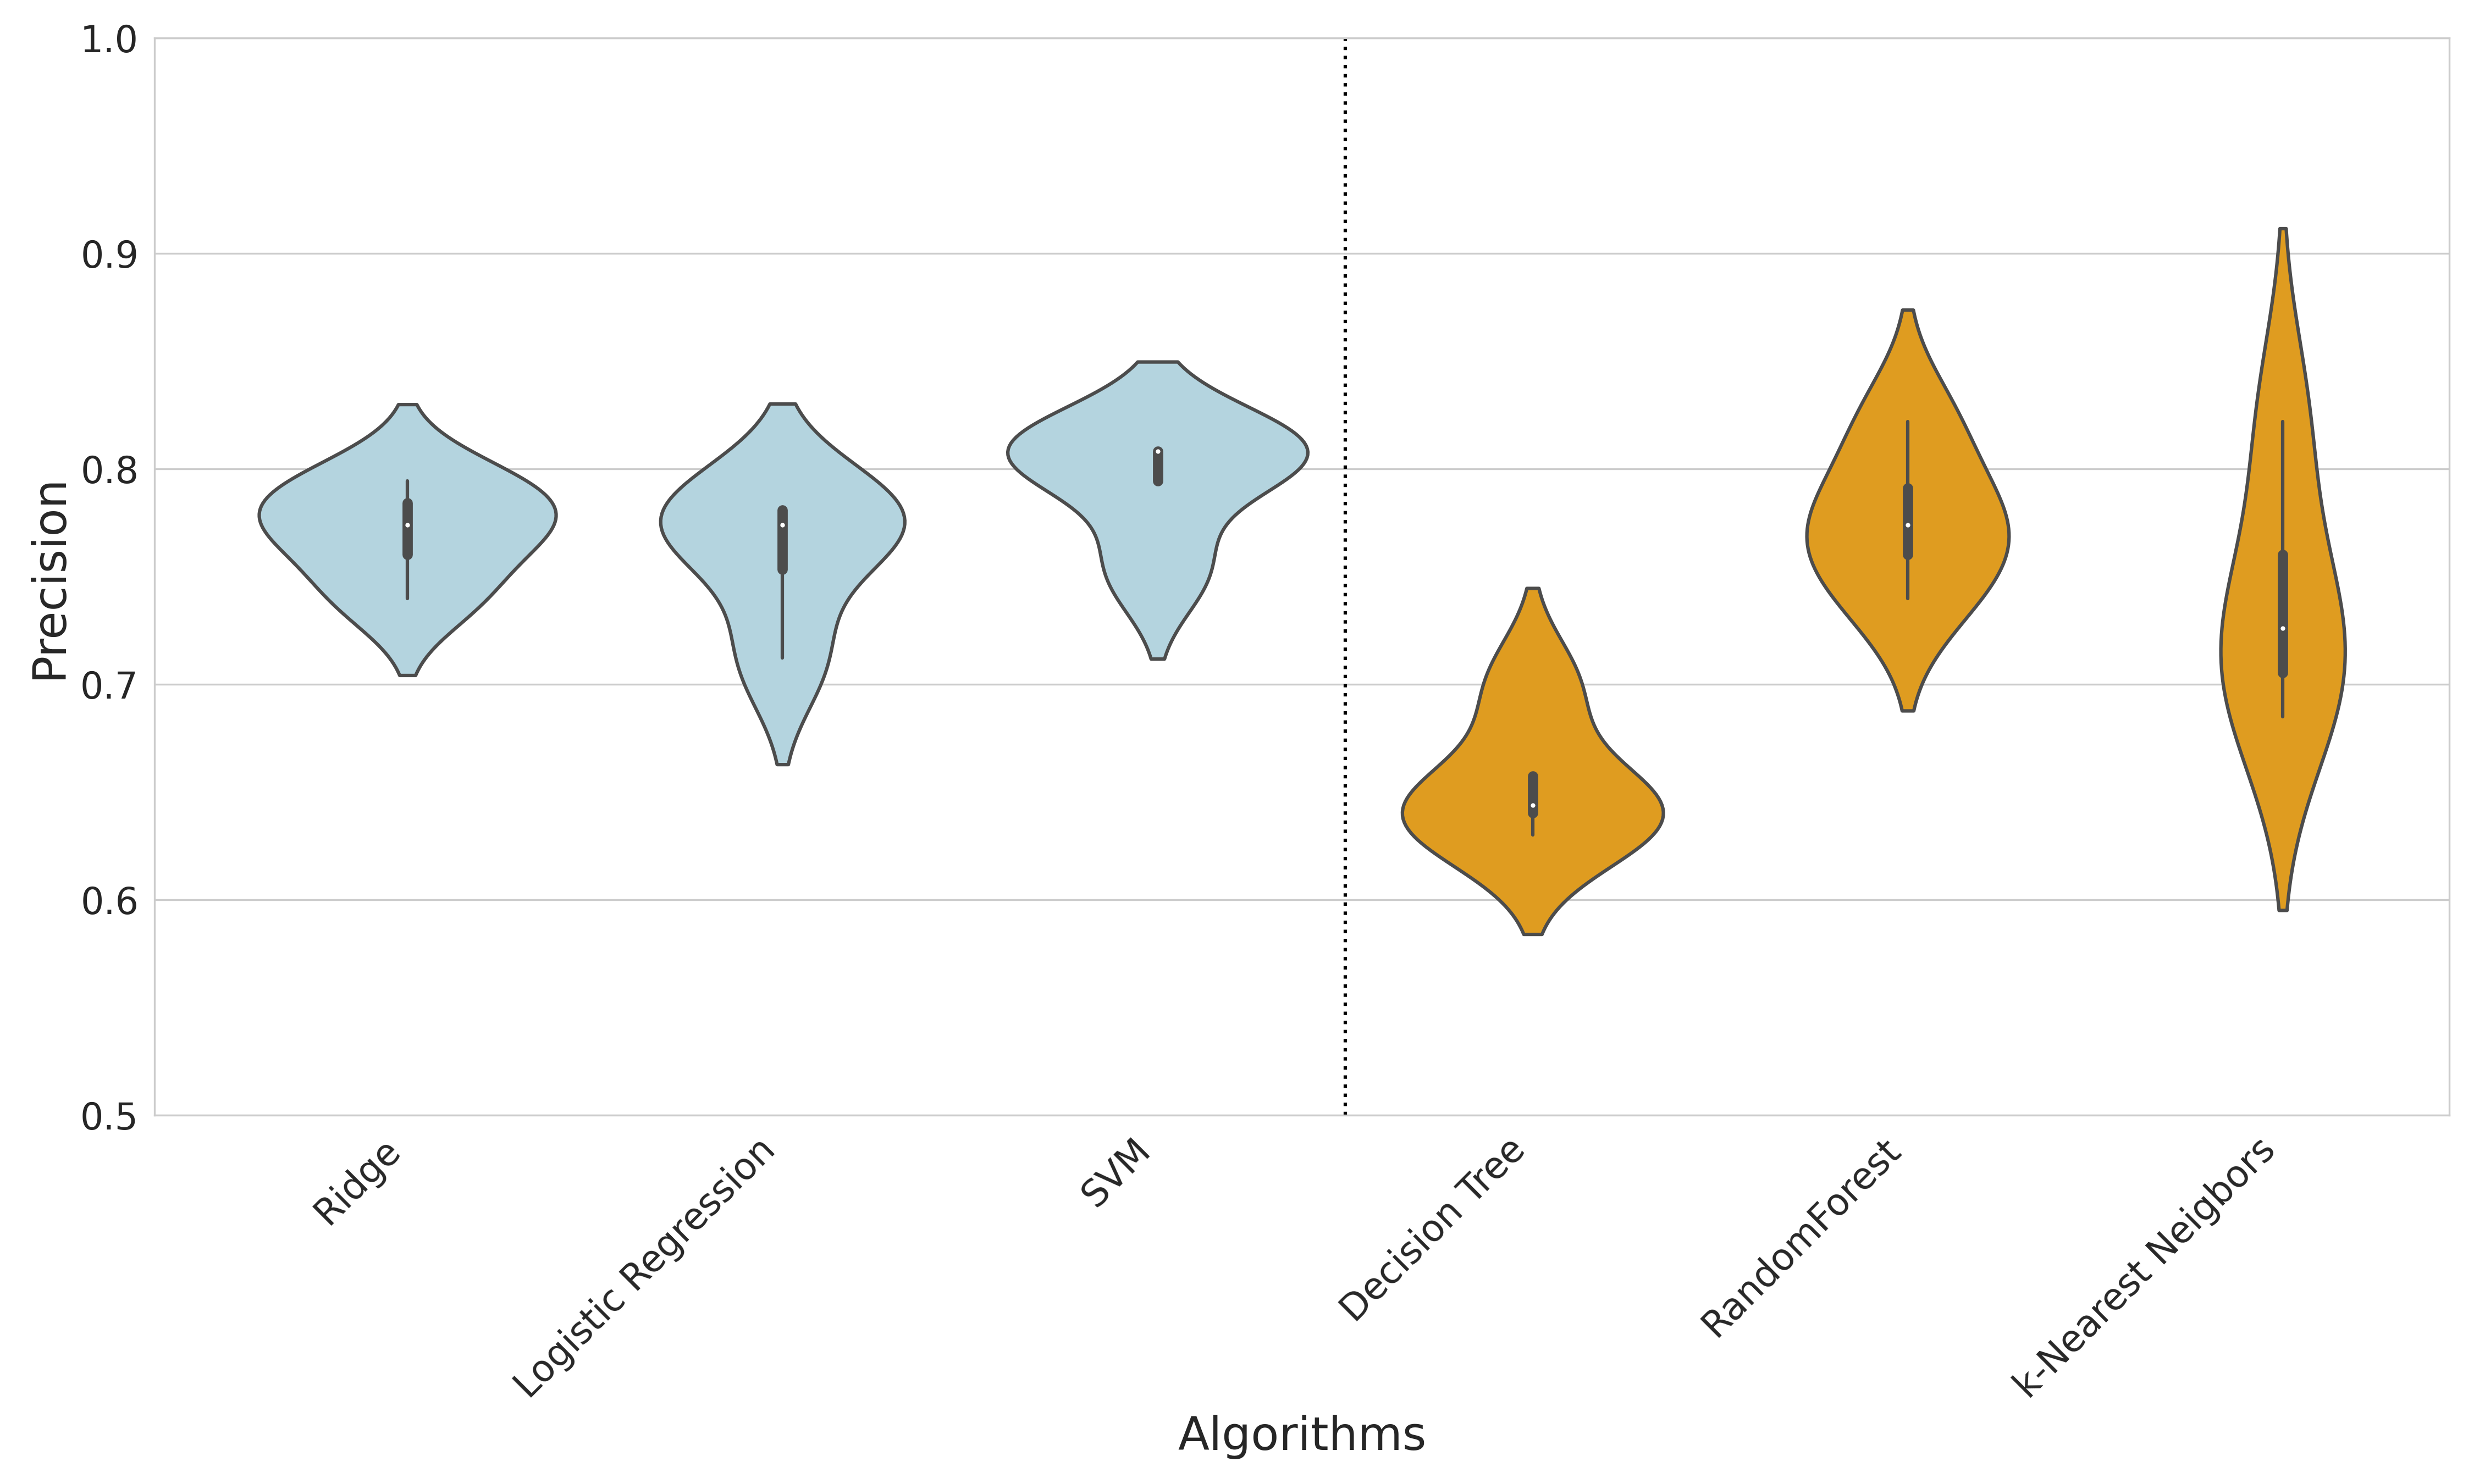 1.0
0.9
0.8
0.7
0.6
0.5
Precision
Ridge
Logistic Regression
SVM
Decision Tree
RandomForest
k-Nearest Neigbors
Algorithms